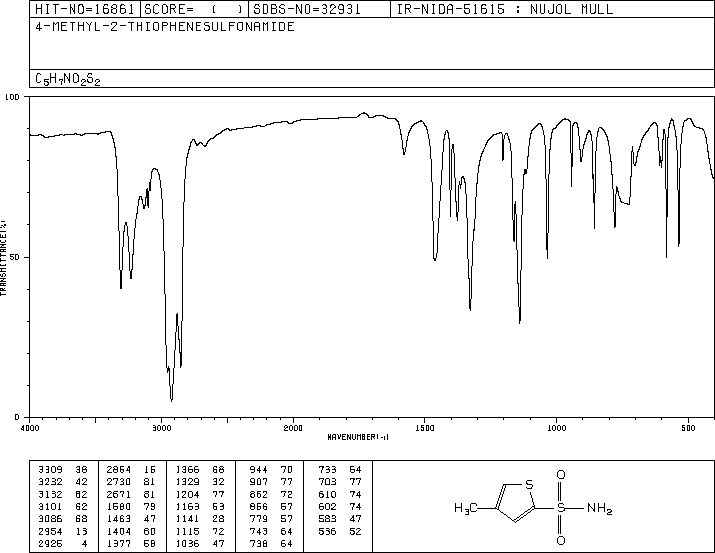 HIT-NO=16861 SCORE= ( ) SDBS-NO=32931 IR-NIDA-51615 : NUJOL MULL
4-METHYL-2-THIOPHENESULFONAMIDE
C5H7NO2S2
100
50
0
TRANSMITTANCE(%)
4000 3000 2000 1500 1000 500
WAVENUMBER(-1)
3309 38 2854 15 1366 68 944 70 733 64
3232 42 2730 81 1329 32 907 77 703 77
3132 62 2671 81 1204 77 862 72 610 74
3101 62 1580 79 1163 53 856 57 602 74
3086 68 1463 47 1141 28 779 57 583 47
2954 13 1404 60 1115 72 743 64 536 52
2925 4 1377 58 1036 47 738 64
S
O
H3C
S
NH2
O